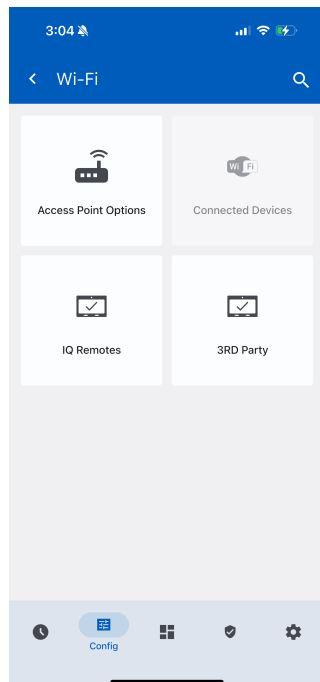 3:04
Wi-Fi
Access Point Options
Wi Fi
Connected Devices
IQ Remotes
3RD Party
Config